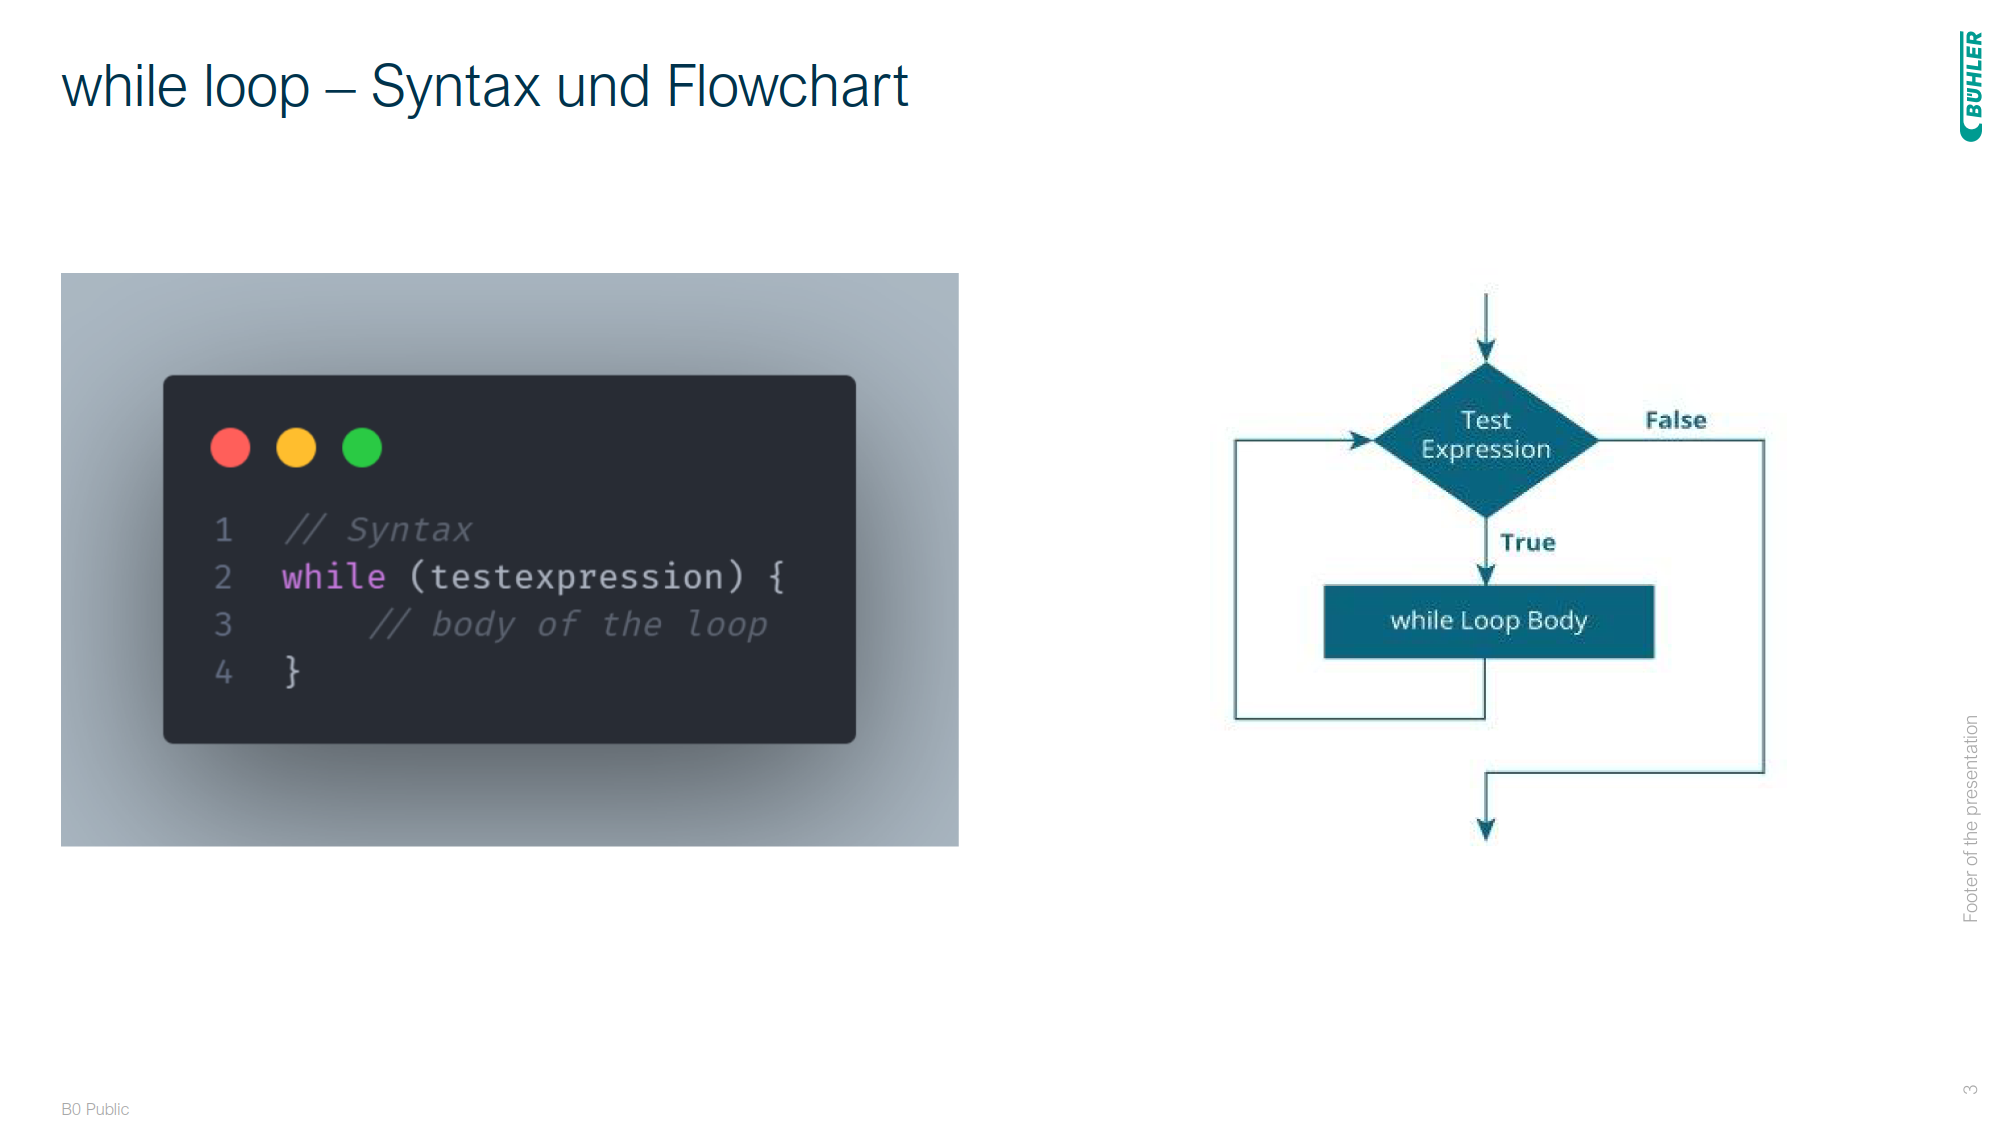 while loop – Syntax und Flowchart
BÜHLER
1 // Syntax
2 while (testexpression) {
3 // body of the loop
4 }
Test
Expression
False
True
while Loop Body
Footer of the presentation
3
B0 Public